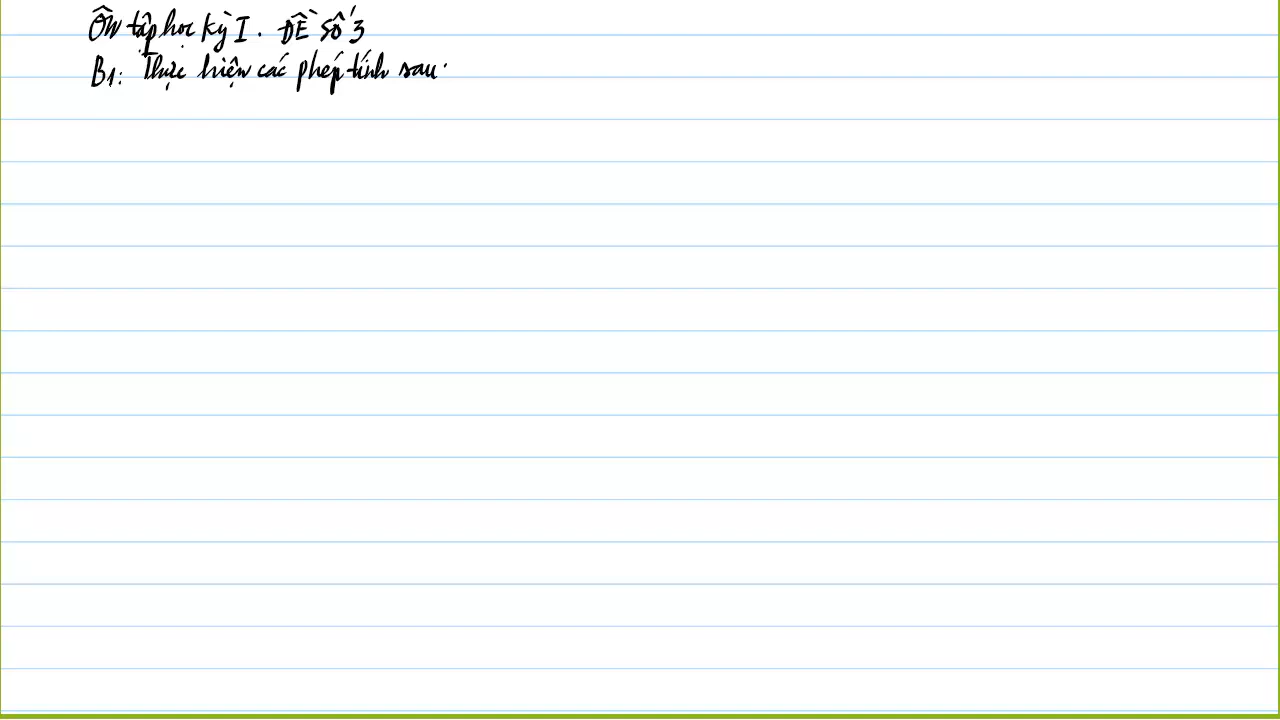 Ôn tập học kỳ I. ĐỀ SỐ 3
B1: Thực hiện các phép tính sau.